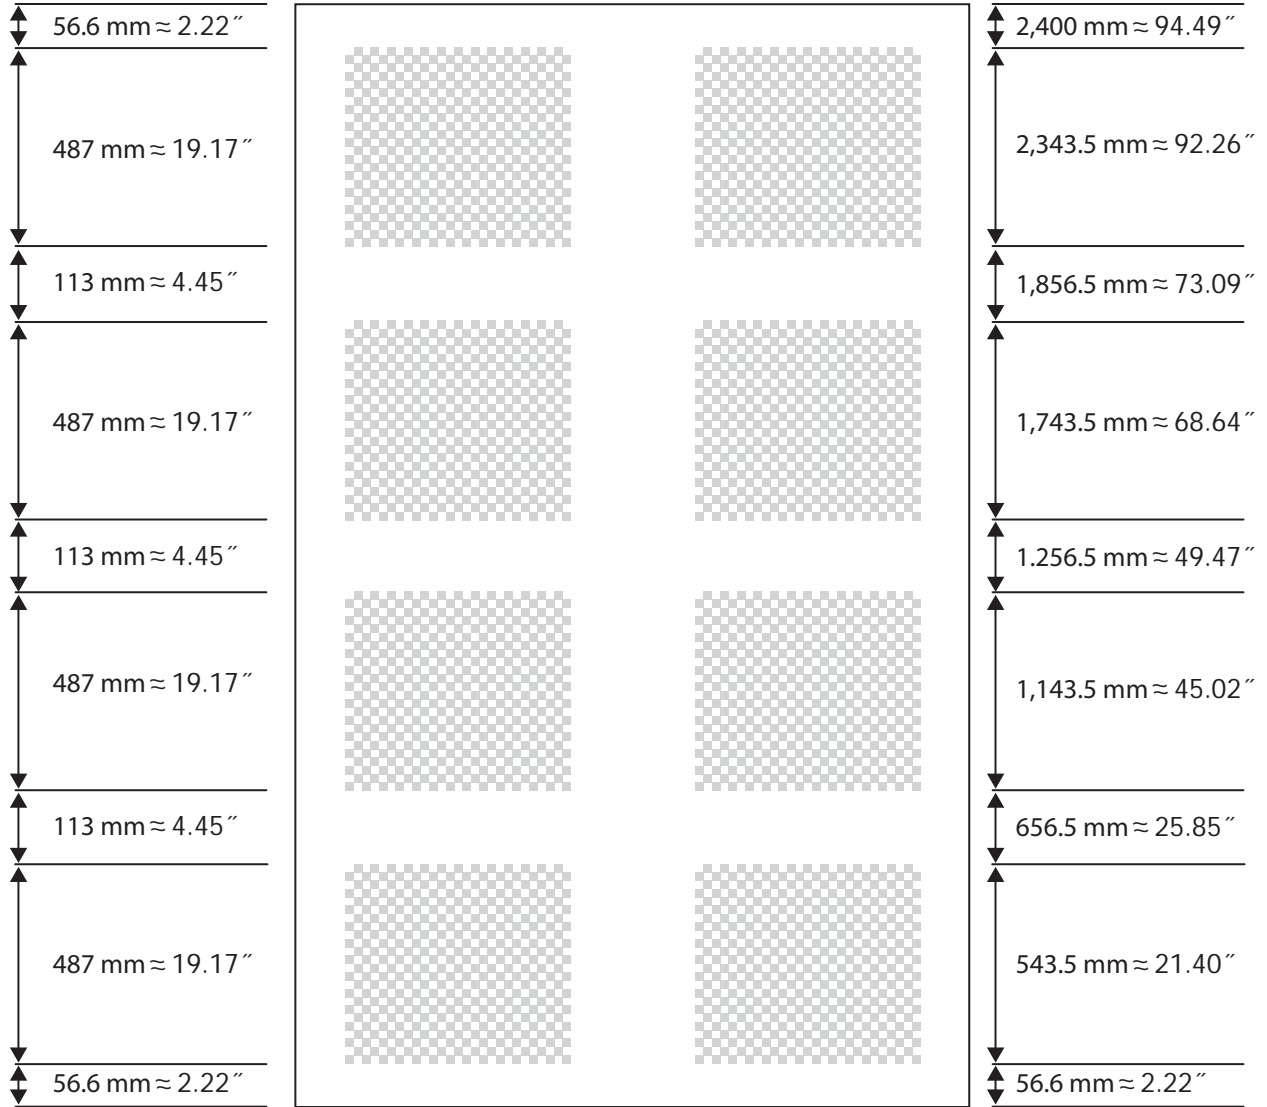 56.6 mm ≈ 2.22˝
2,400 mm ≈ 94.49˝
487 mm ≈ 19.17˝
2,343.5 mm ≈ 92.26˝
113 mm ≈ 4.45˝
1,856.5 mm ≈ 73.09˝
487 mm ≈ 19.17˝
1,743.5 mm ≈ 68.64˝
113 mm ≈ 4.45˝
1.256.5 mm ≈ 49.47˝
487 mm ≈ 19.17˝
1,143.5 mm ≈ 45.02˝
113 mm ≈ 4.45˝
656.5 mm ≈ 25.85˝
487 mm ≈ 19.17˝
543.5 mm ≈ 21.40˝
56.6 mm ≈ 2.22˝
56.6 mm ≈ 2.22˝